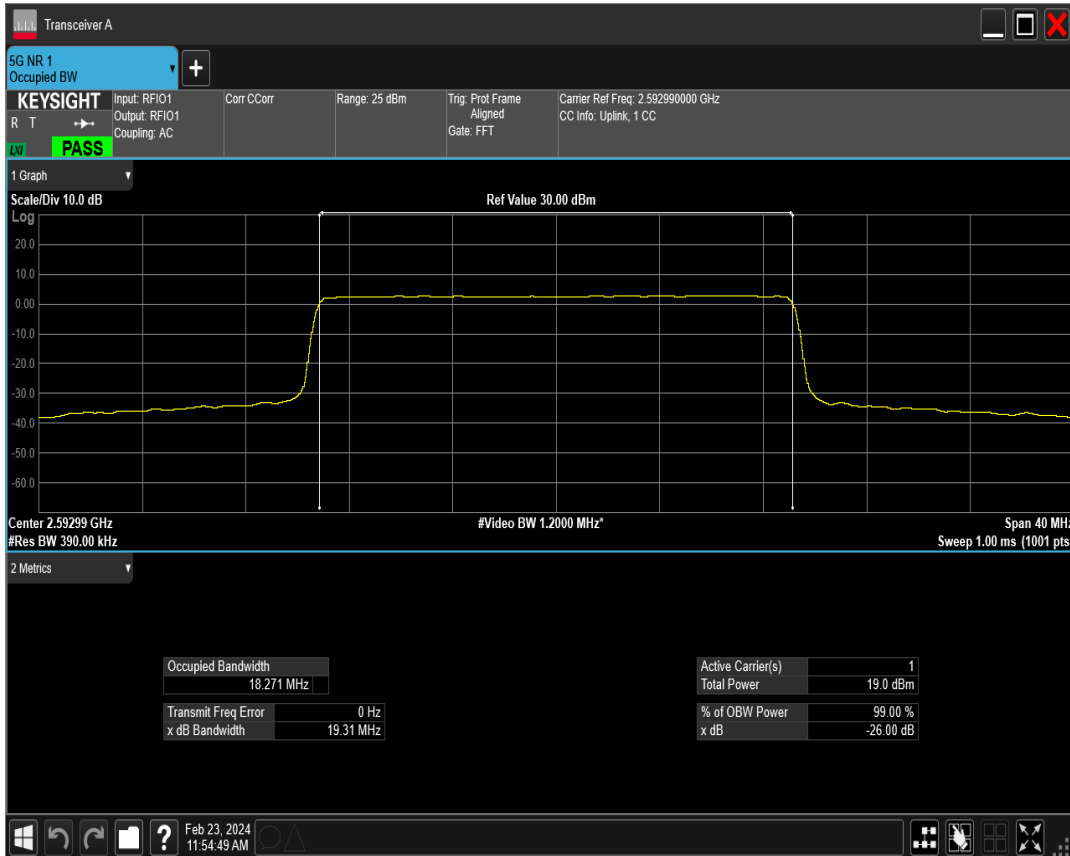 Transceiver A
5G NR 1
Occupied BW
+
KEYSIGHT
R T
LXI
PASS
Input: RFIO1
Output: RFIO1
Coupling: AC
Corr CCorr
Range: 25 dBm
Trig: Prot Frame
Aligned
Gate: FFT
Carrier Ref Freq: 2.592990000 GHz
CC Info: Uplink, 1 CC
1 Graph
Scale/Div 10.0 dB
Ref Value 30.00 dBm
Log
20.0
10.0
0.00
-10.0
-20.0
-30.0
-40.0
-50.0
-60.0
Center 2.59299 GHz
#Video BW 1.2000 MHz*
Span 40 MHz
#Res BW 390.00 kHz
Sweep 1.00 ms (1001 pts
2 Metrics
Occupied Bandwidth
18.271 MHz
Transmit Freq Error 0 Hz
x dB Bandwidth 19.31 MHz
Active Carrier(s) 1
Total Power 19.0 dBm
% of OBW Power 99.00 %
x dB -26.00 dB
?
Feb 23, 2024
11:54:49 AM